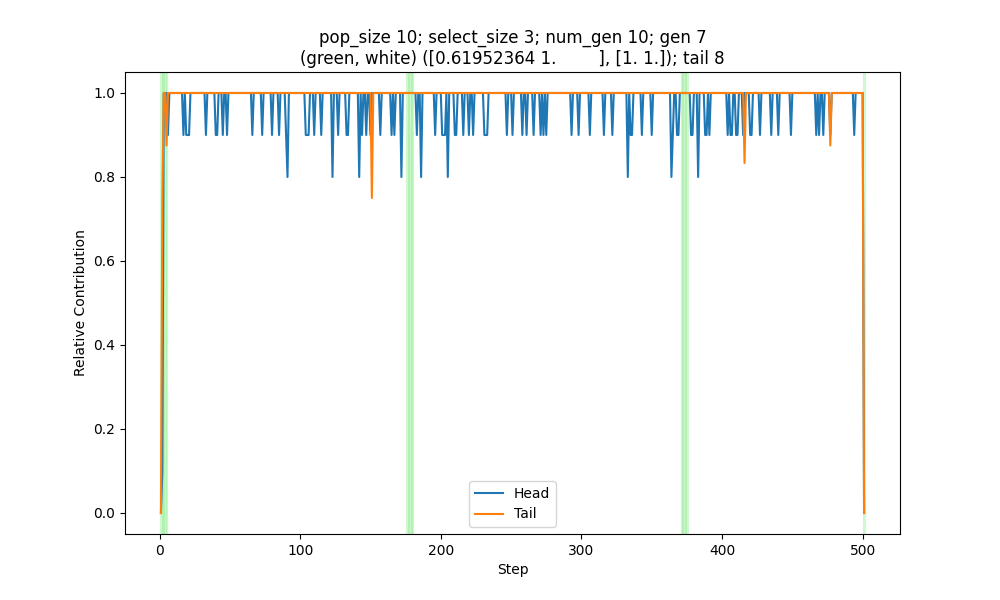 pop_size 10; select_size 3; num_gen 10; gen 7
(green, white) ([0.61952364 1.        ], [1. 1.]); tail 8
1.0
0.8
0.6
0.4
0.2
0.0
Relative Contribution
Head
Tail
0 100 200 300 400 500
Step